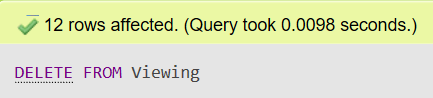 12 rows affected. (Query took 0.0098 seconds.)
DELETE FROM Viewing